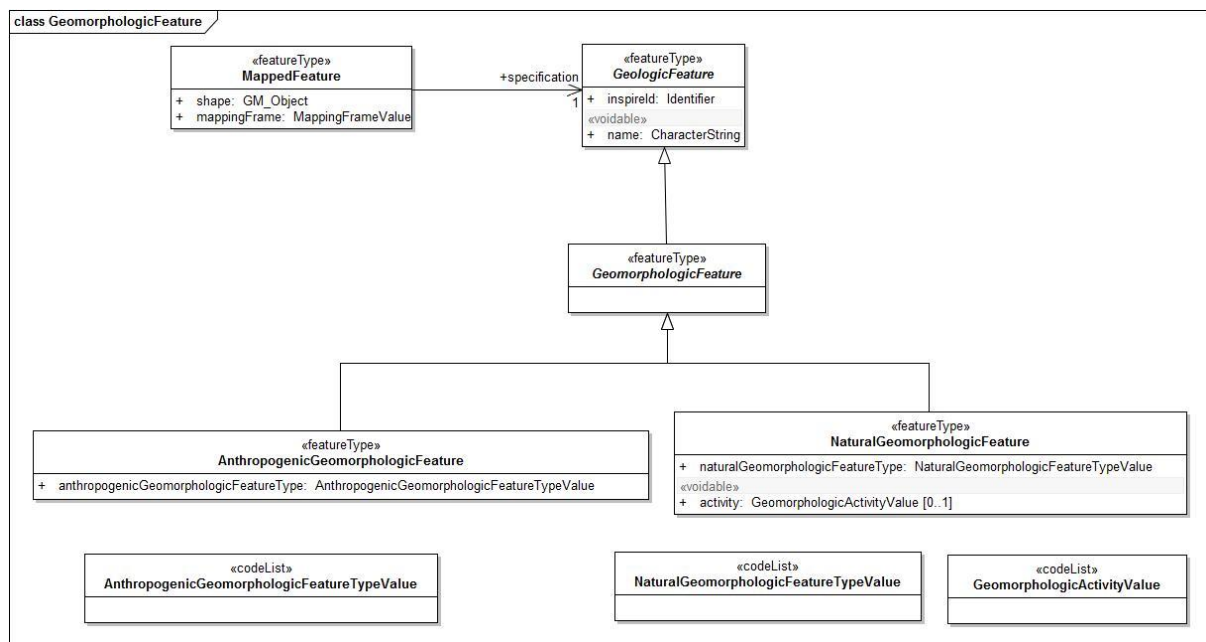 class GeomorphologicFeature
«featureType»
MappedFeature
+ shape: GM_Object
+ mappingFrame: MappingFrameValue
+specification
1
«featureType»
GeologicFeature
+ inspireId: Identifier
«voidable»
+ name: CharacterString
«featureType»
GeomorphologicFeature
«featureType»
AnthropogenicGeomorphologicFeature
+ anthropogenicGeomorphologicFeatureType: AnthropogenicGeomorphologicFeatureTypeValue
«featureType»
NaturalGeomorphologicFeature
+ naturalGeomorphologicFeatureType: NaturalGeomorphologicFeatureTypeValue
«voidable»
+ activity: GeomorphologicActivityValue [0..1]
«codeList»
AnthropogenicGeomorphologicFeatureTypeValue
«codeList»
NaturalGeomorphologicFeatureTypeValue
«codeList»
GeomorphologicActivityValue